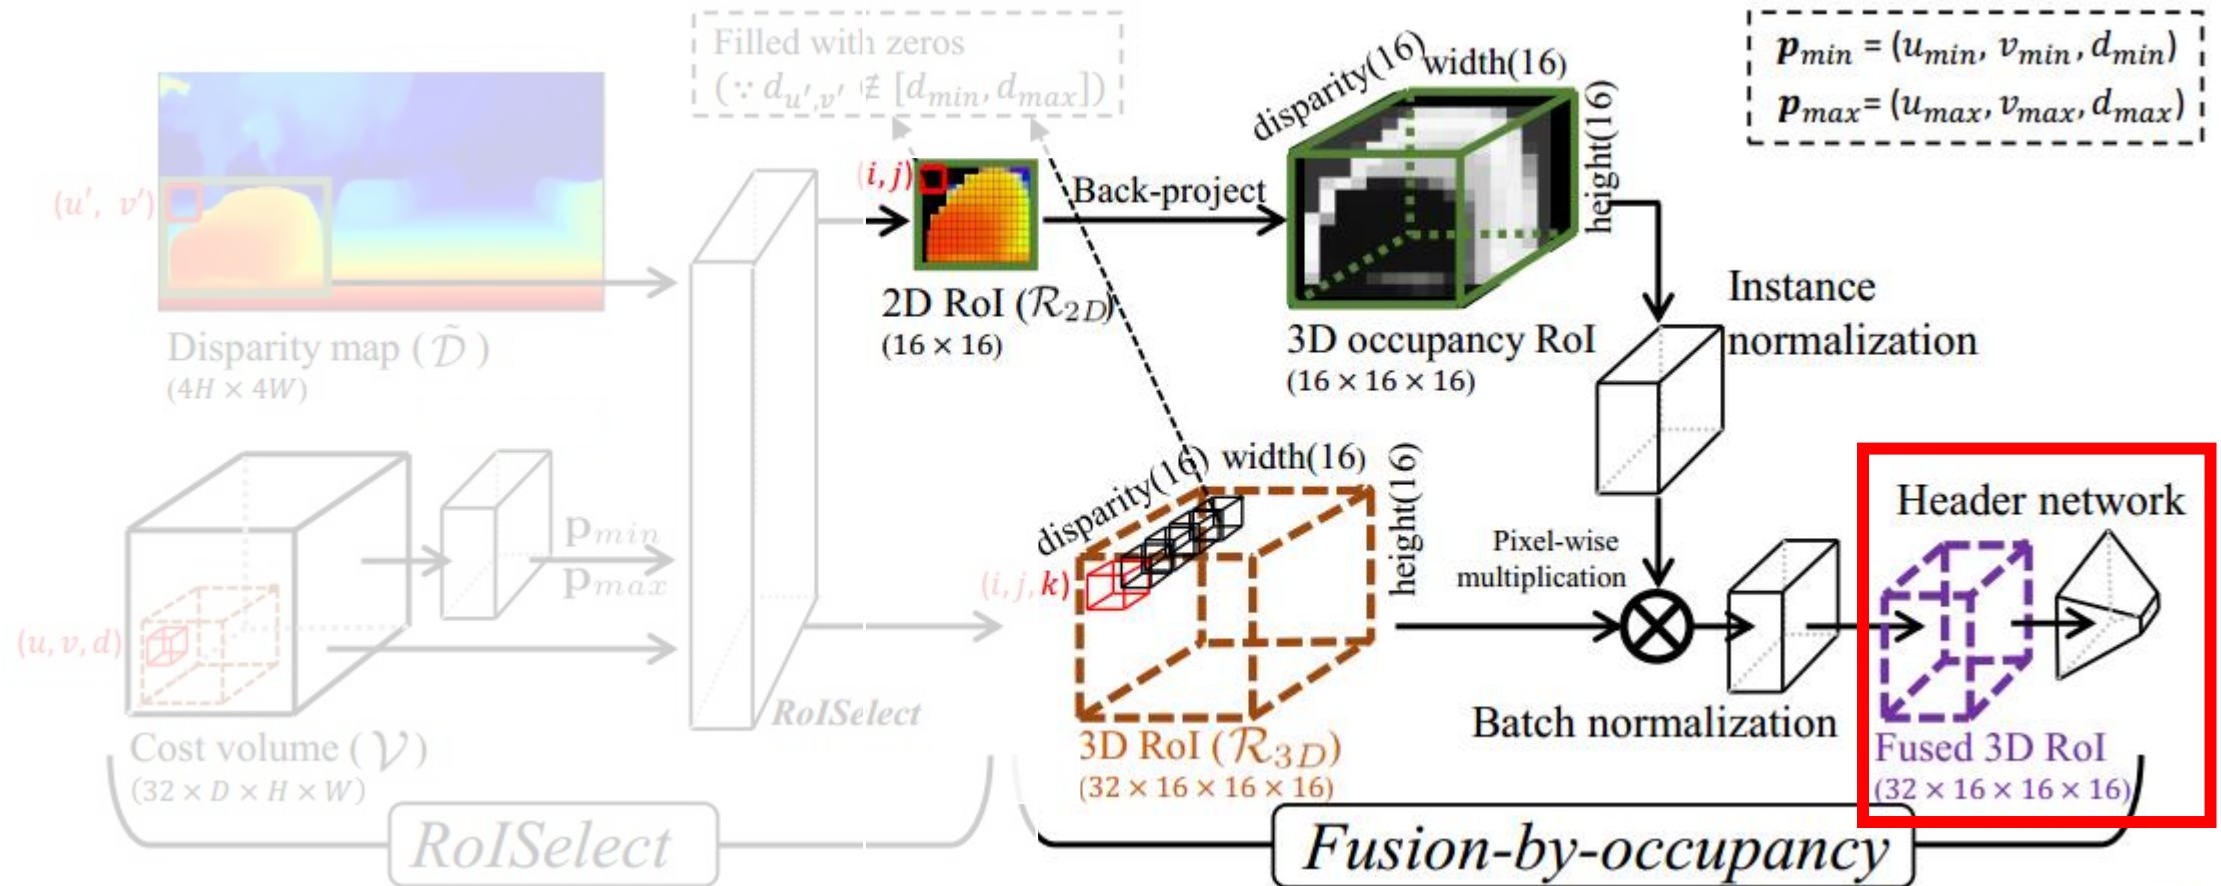 Filled with zeros
(∵ d_{u',v'} ∉ [d_{min}, d_{max}])
disparity(16)
width(16)
height(16)
p_{min} = (u_{min}, v_{min}, d_{min})
p_{max} = (u_{max}, v_{max}, d_{max})
(u', v')
(i, j)
Back-project
Disparity map (D̃)
(4H × 4W)
2D RoI (ℛ_{2D})
(16 × 16)
3D occupancy RoI
(16 × 16 × 16)
Instance
normalization
p_{min}
p_{max}
(u, v, d)
Cost volume (𝒱)
(32 × D × H × W)
RoISelect
disparity(16)
width(16)
height(16)
(i, j, k)
3D RoI (ℛ_{3D})
(32 × 16 × 16 × 16)
Pixel-wise
multiplication
Batch normalization
Header network
Fused 3D RoI
(32 × 16 × 16 × 16)
RoISelect
Fusion-by-occupancy